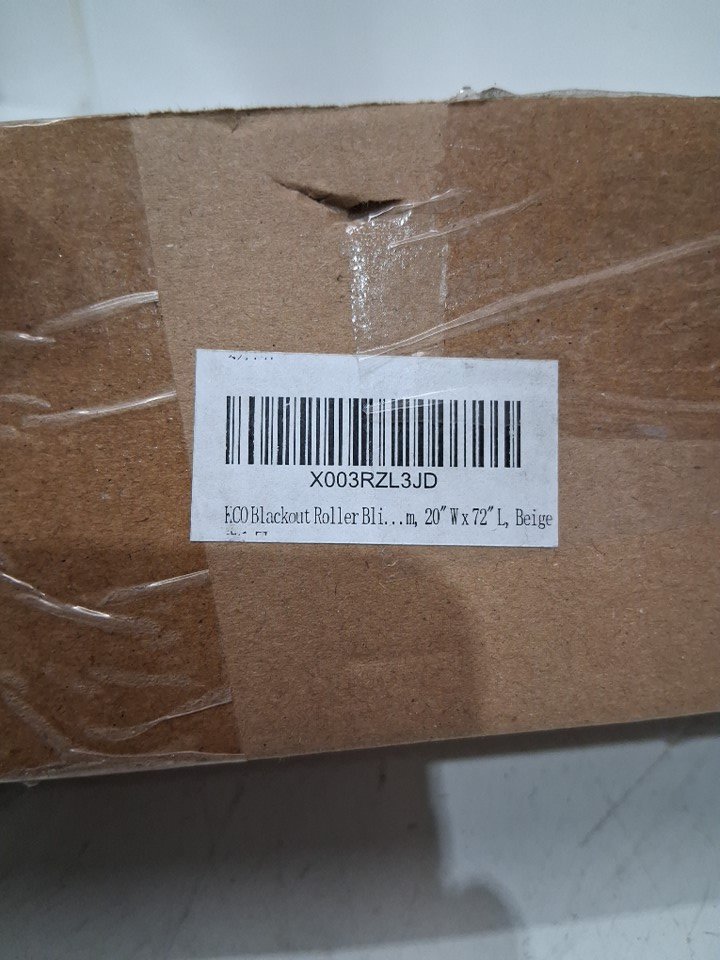 X003RZL3JD
ECO Blackout Roller Bli...m, 20" W x 72" L, Beige